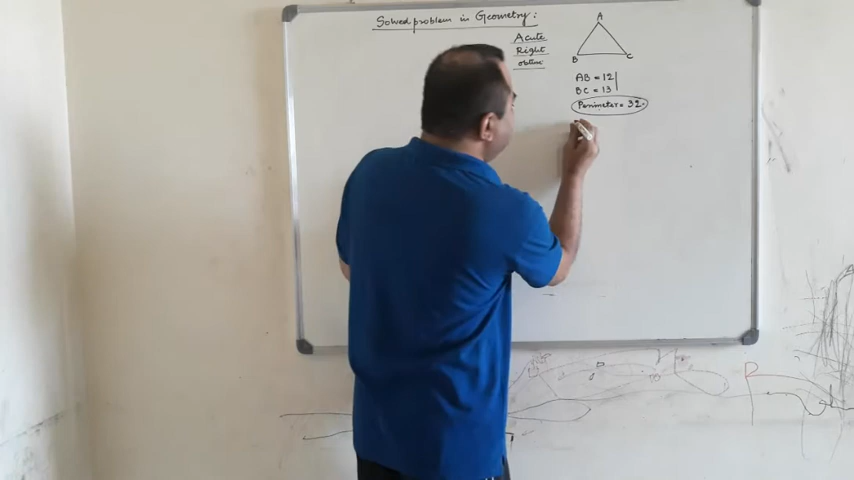 Solved problem in Geometry:
Acute
Right
obtuse
A
B C
AB = 12
BC = 13
Perimeter = 32.